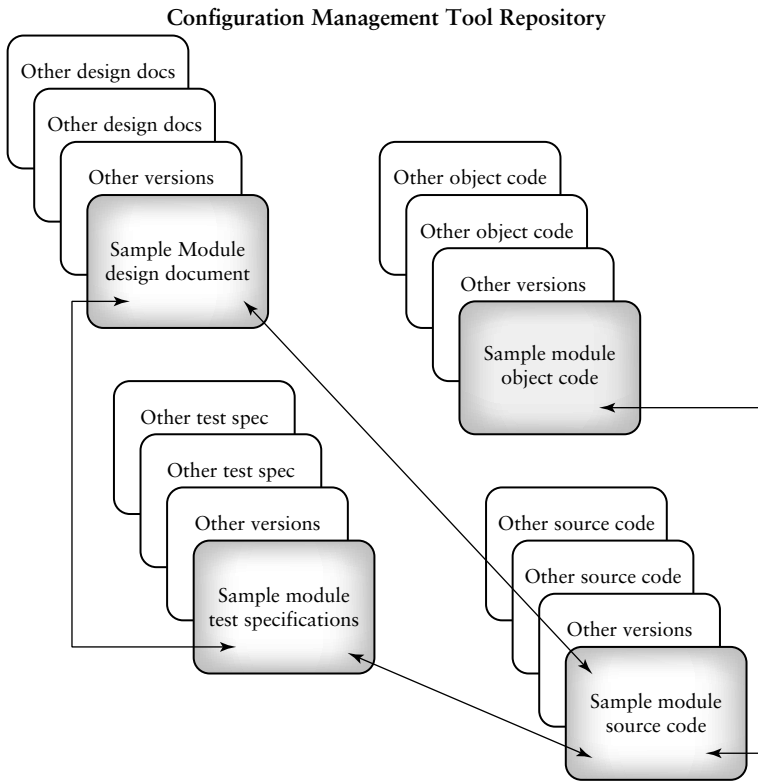 Configuration Management Tool Repository
Other design docs
Other design docs
Other versions
Sample Module
design document
Other object code
Other object code
Other versions
Sample module
object code
Other test spec
Other test spec
Other versions
Sample module
test specifications
Other source code
Other source code
Other versions
Sample module
source code